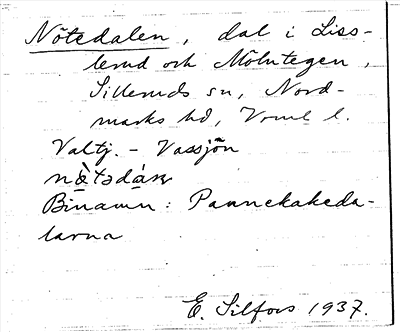 Nötedalen, dal i Liss-
lerud och Mölntegen,
Silleruds sn, Nord-
marks hd, Vrml l.
Valtj. - Vassjön
Binamn: Pannekakeda-
larna
E. Silfors 1937.